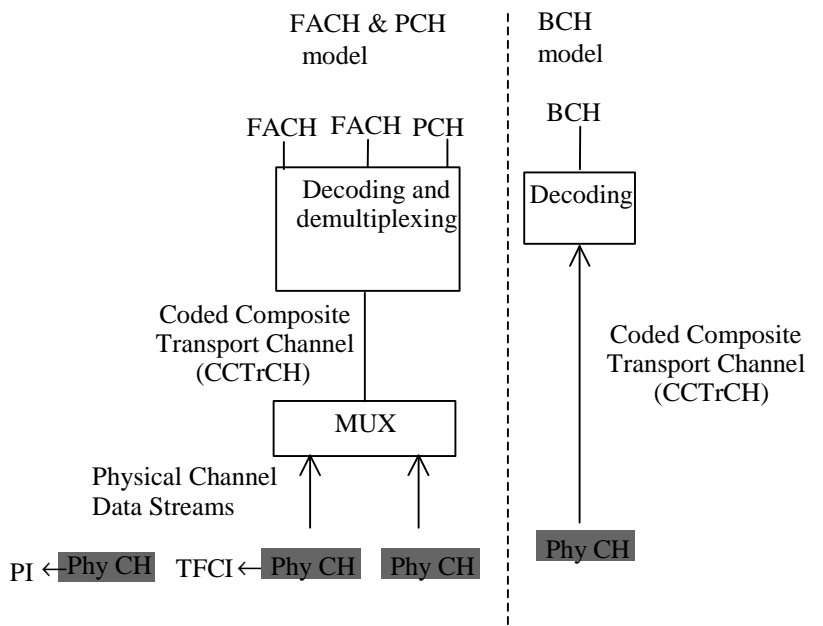 FACH & PCH
model
FACH FACH PCH
Decoding and
demultiplexing
Coded Composite
Transport Channel
(CCTrCH)
MUX
Physical Channel
Data Streams
PI Phy CH TFCI Phy CH Phy CH
BCH
model
BCH
Decoding
Coded Composite
Transport Channel
(CCTrCH)
Phy CH